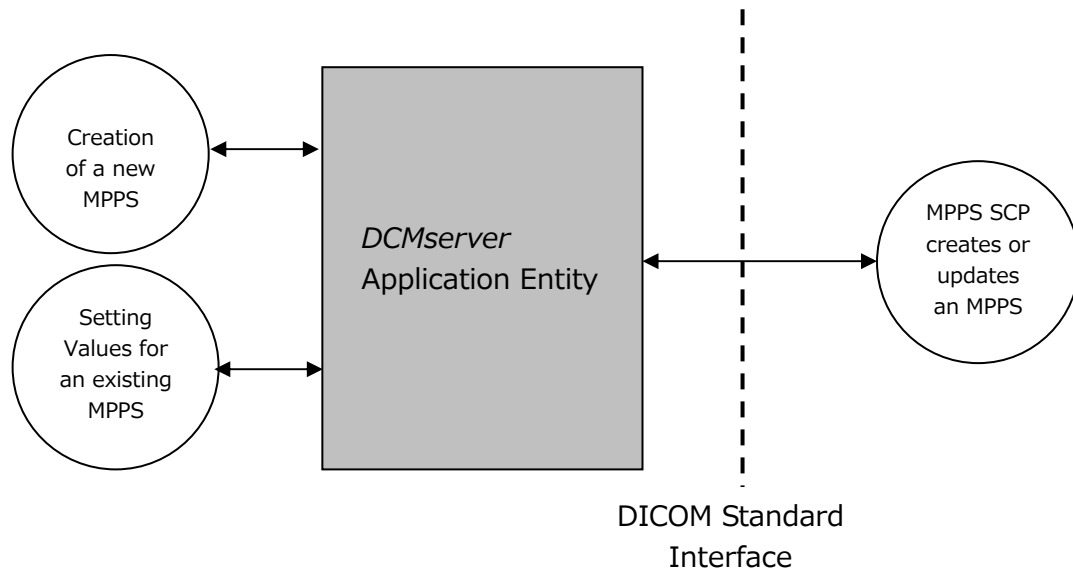 Creation
of a new
MPPS
Setting
Values for
an existing
MPPS
DCMserver
Application Entity
MPPS SCP
creates or
updates
an MPPS
DICOM Standard
Interface